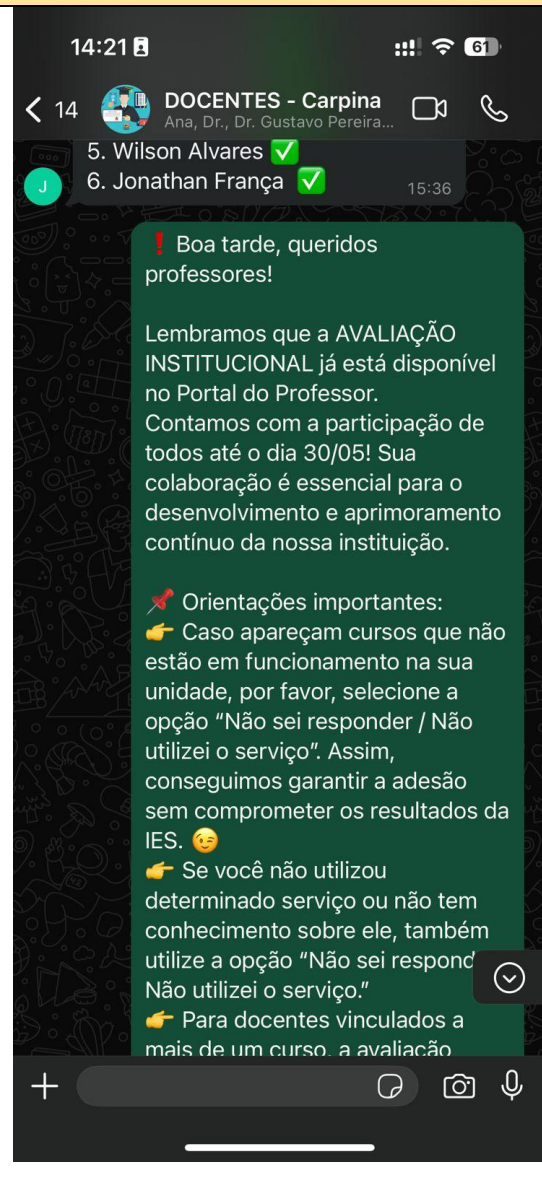 14:21
61
14
DOCENTES - Carpina
Ana, Dr., Dr. Gustavo Pereira...
5. Wilson Alvares ✅
J
6. Jonathan França ✅
15:36
❗ Boa tarde, queridos
professores!
Lembramos que a AVALIAÇÃO
INSTITUCIONAL já está disponível
no Portal do Professor.
Contamos com a participação de
todos até o dia 30/05! Sua
colaboração é essencial para o
desenvolvimento e aprimoramento
contínuo da nossa instituição.
📌 Orientações importantes:
👉 Caso apareçam cursos que não
estão em funcionamento na sua
unidade, por favor, selecione a
opção “Não sei responder / Não
utilizei o serviço”. Assim,
conseguimos garantir a adesão
sem comprometer os resultados da
IES. 😉
👉 Se você não utilizou
determinado serviço ou não tem
conhecimento sobre ele, também
utilize a opção “Não sei respond
Não utilizei o serviço.”
👉 Para docentes vinculados a
mais de um curso, a avaliação